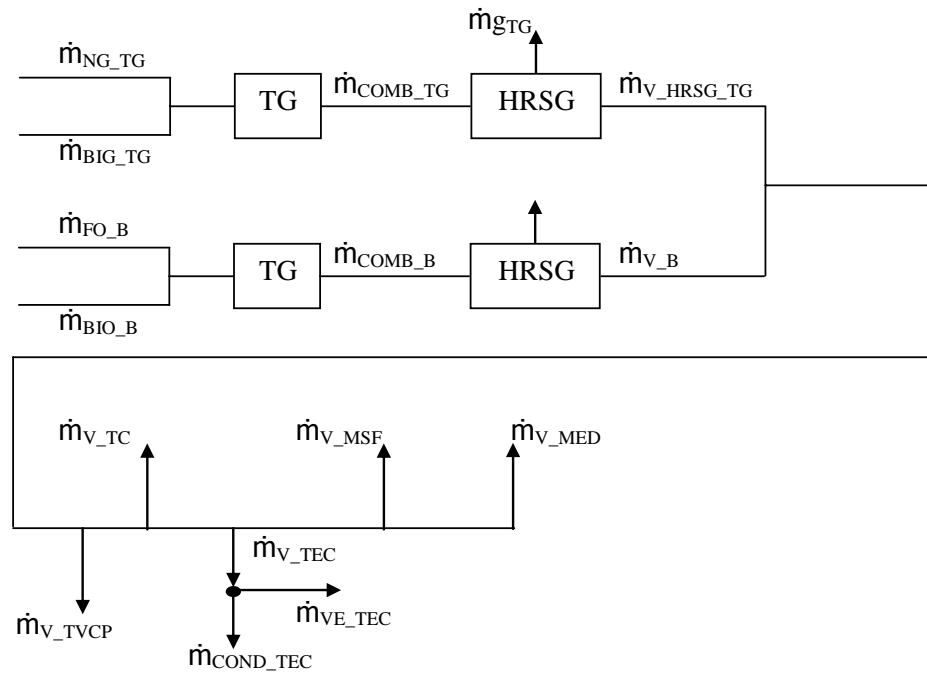 ṁgTG
ṁNG_TG
TG
ṁCOMB_TG
HRSG
ṁV_HRSG_TG
ṁBIG_TG
ṁFO_B
TG
ṁCOMB_B
HRSG
ṁV_B
ṁBIO_B
ṁV_TC
ṁV_MSF
ṁV_MED
ṁV_TEC
ṁVE_TEC
ṁV_TVCP
ṁCOND_TEC